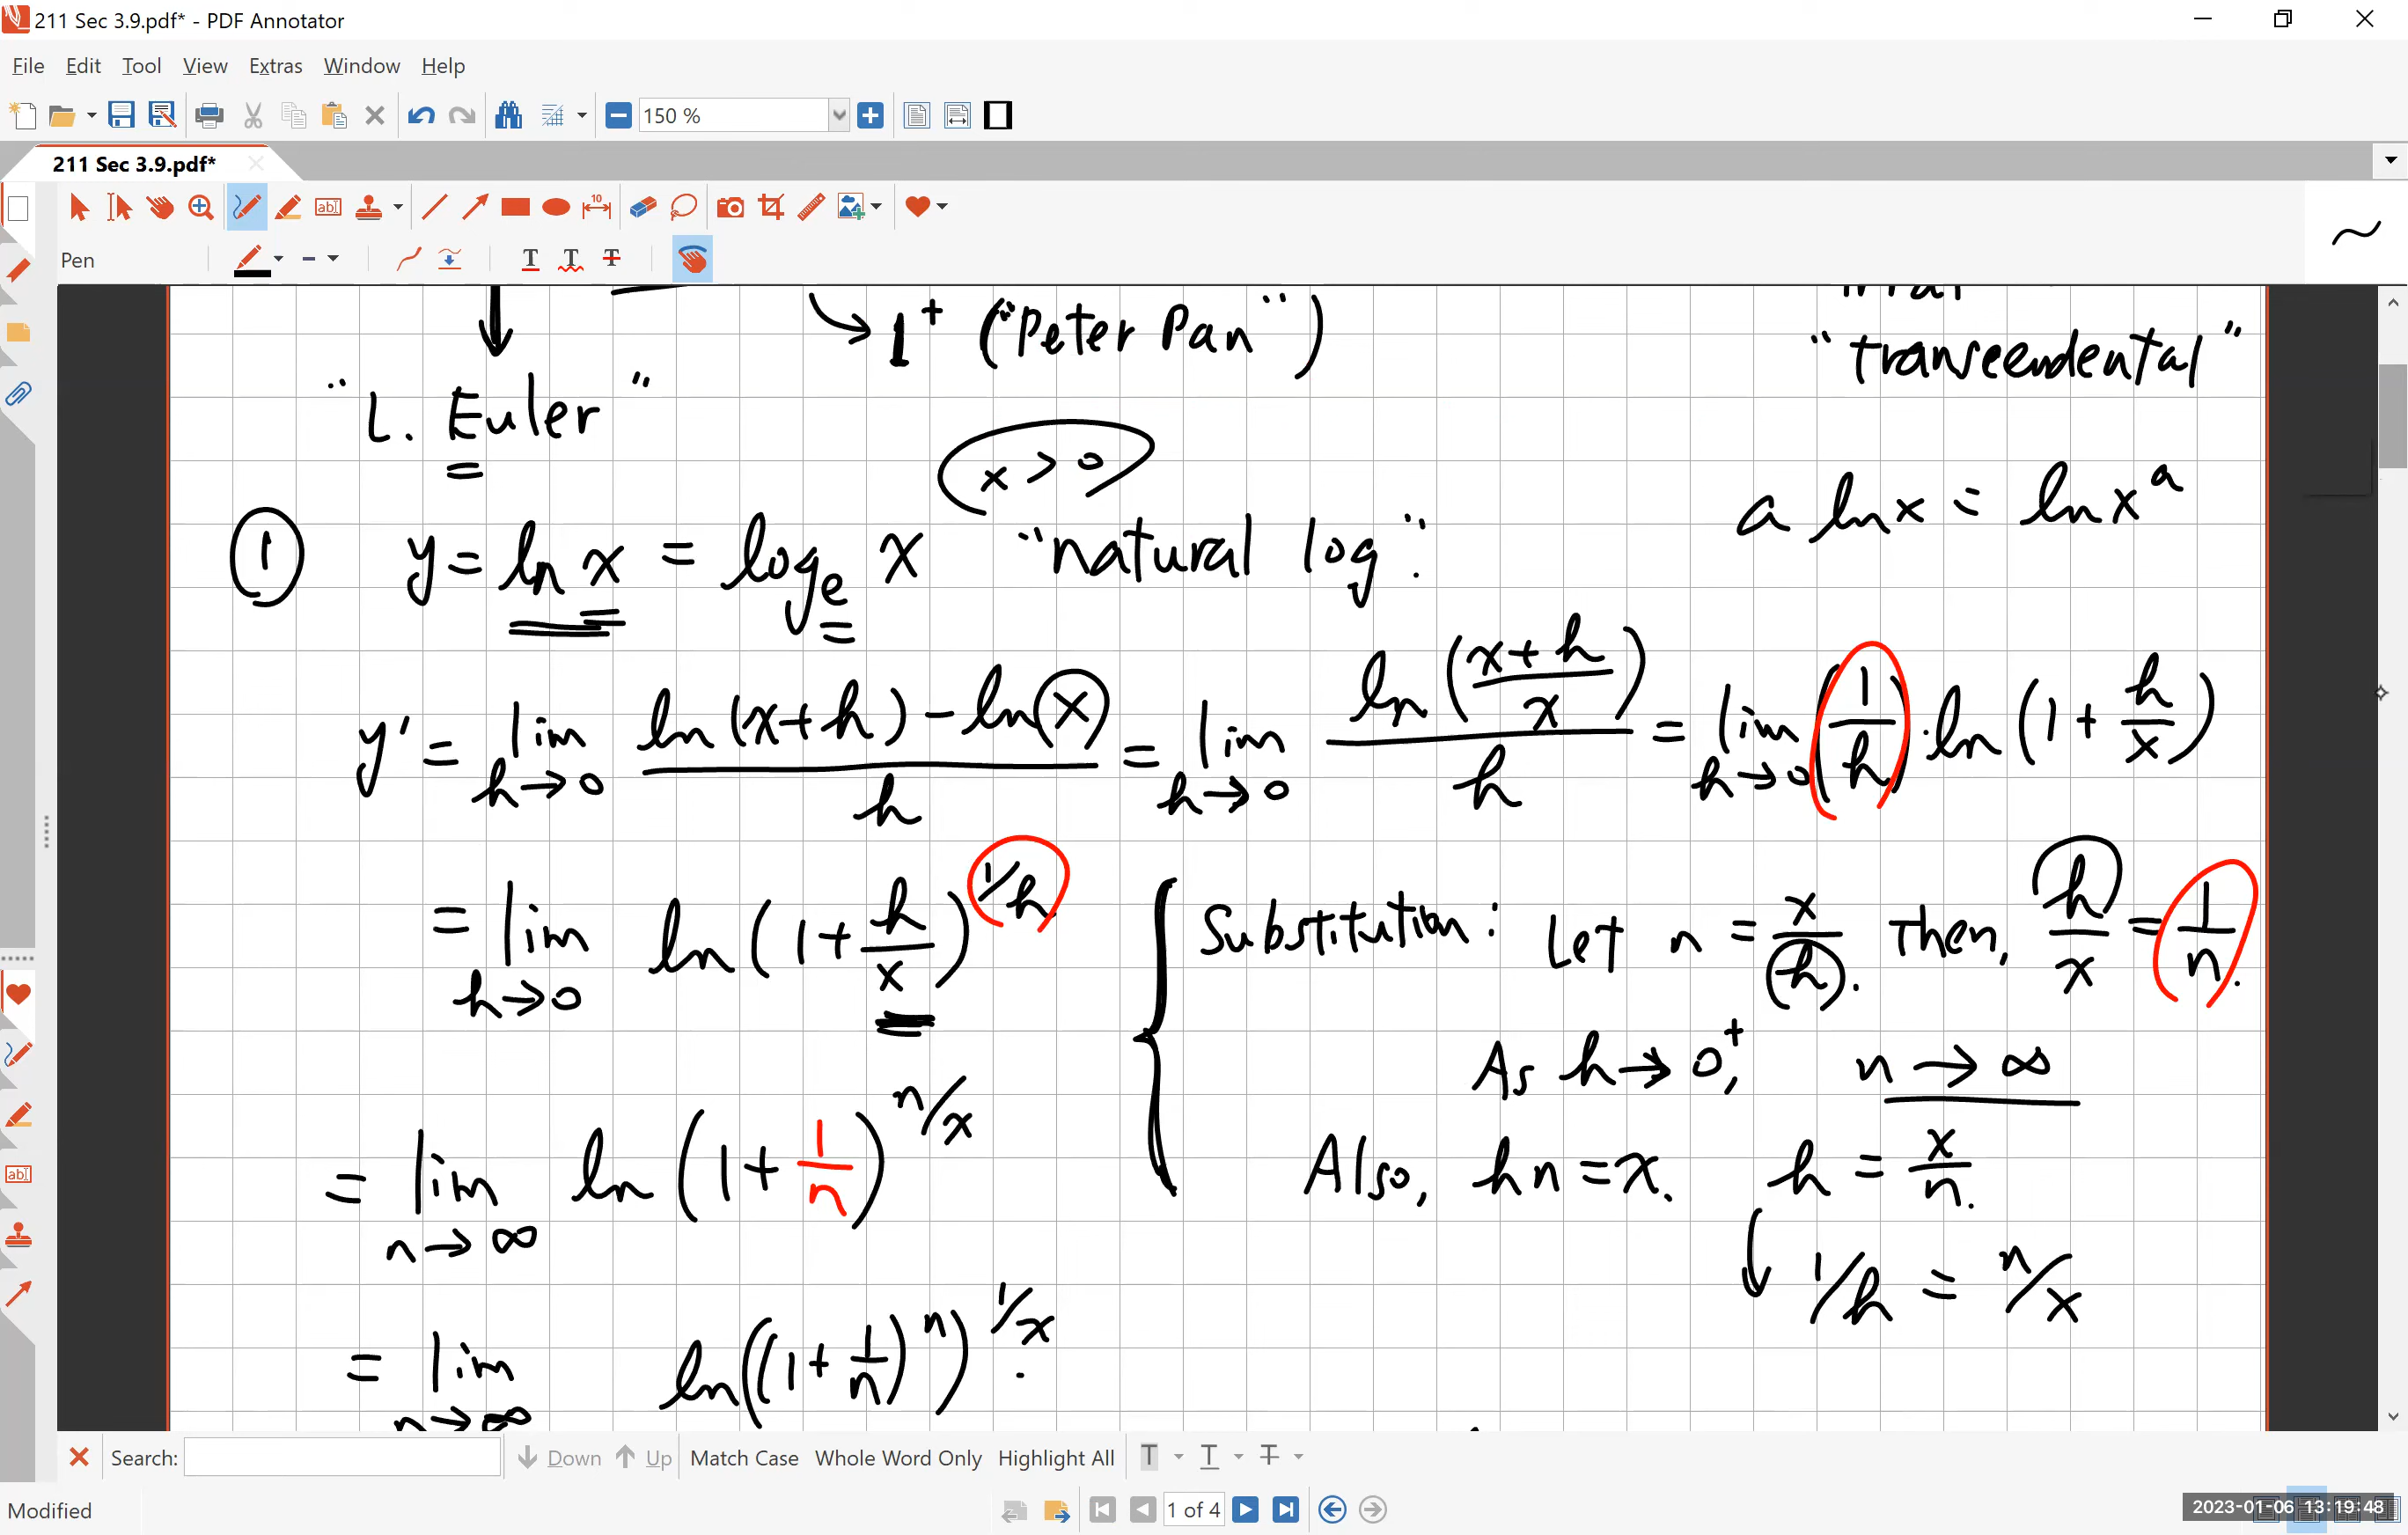 211 Sec 3.9.pdf* - PDF Annotator
File Edit Tool View Extras Window Help
150 %
211 Sec 3.9.pdf*
Pen
1⁺ ("Peter Pan")
"transcendental"
"L. Euler"
x > 0
a ln x = ln xᵃ
① y = ln x = logₑ x "natural log".
y' = lim h→0 (ln(x+h) - ln(x))/h = lim h→0 ln((x+h)/x)/h = lim h→0 (1/h) · ln(1 + h/x)
= lim h→0 ln(1 + h/x)^(1/h)
Substitution: Let n = x/h. Then, h/x = 1/n.
As h → 0⁺, n → ∞
= lim n→∞ ln(1 + 1/n)^(n/x)
Also, hn = x. h = x/n.
1/h = n/x
= lim n→∞ ln((1 + 1/n)^n)^(1/x).
Search: Down Up Match Case Whole Word Only Highlight All
Modified
1 of 4
2023-01-06 13:19:48